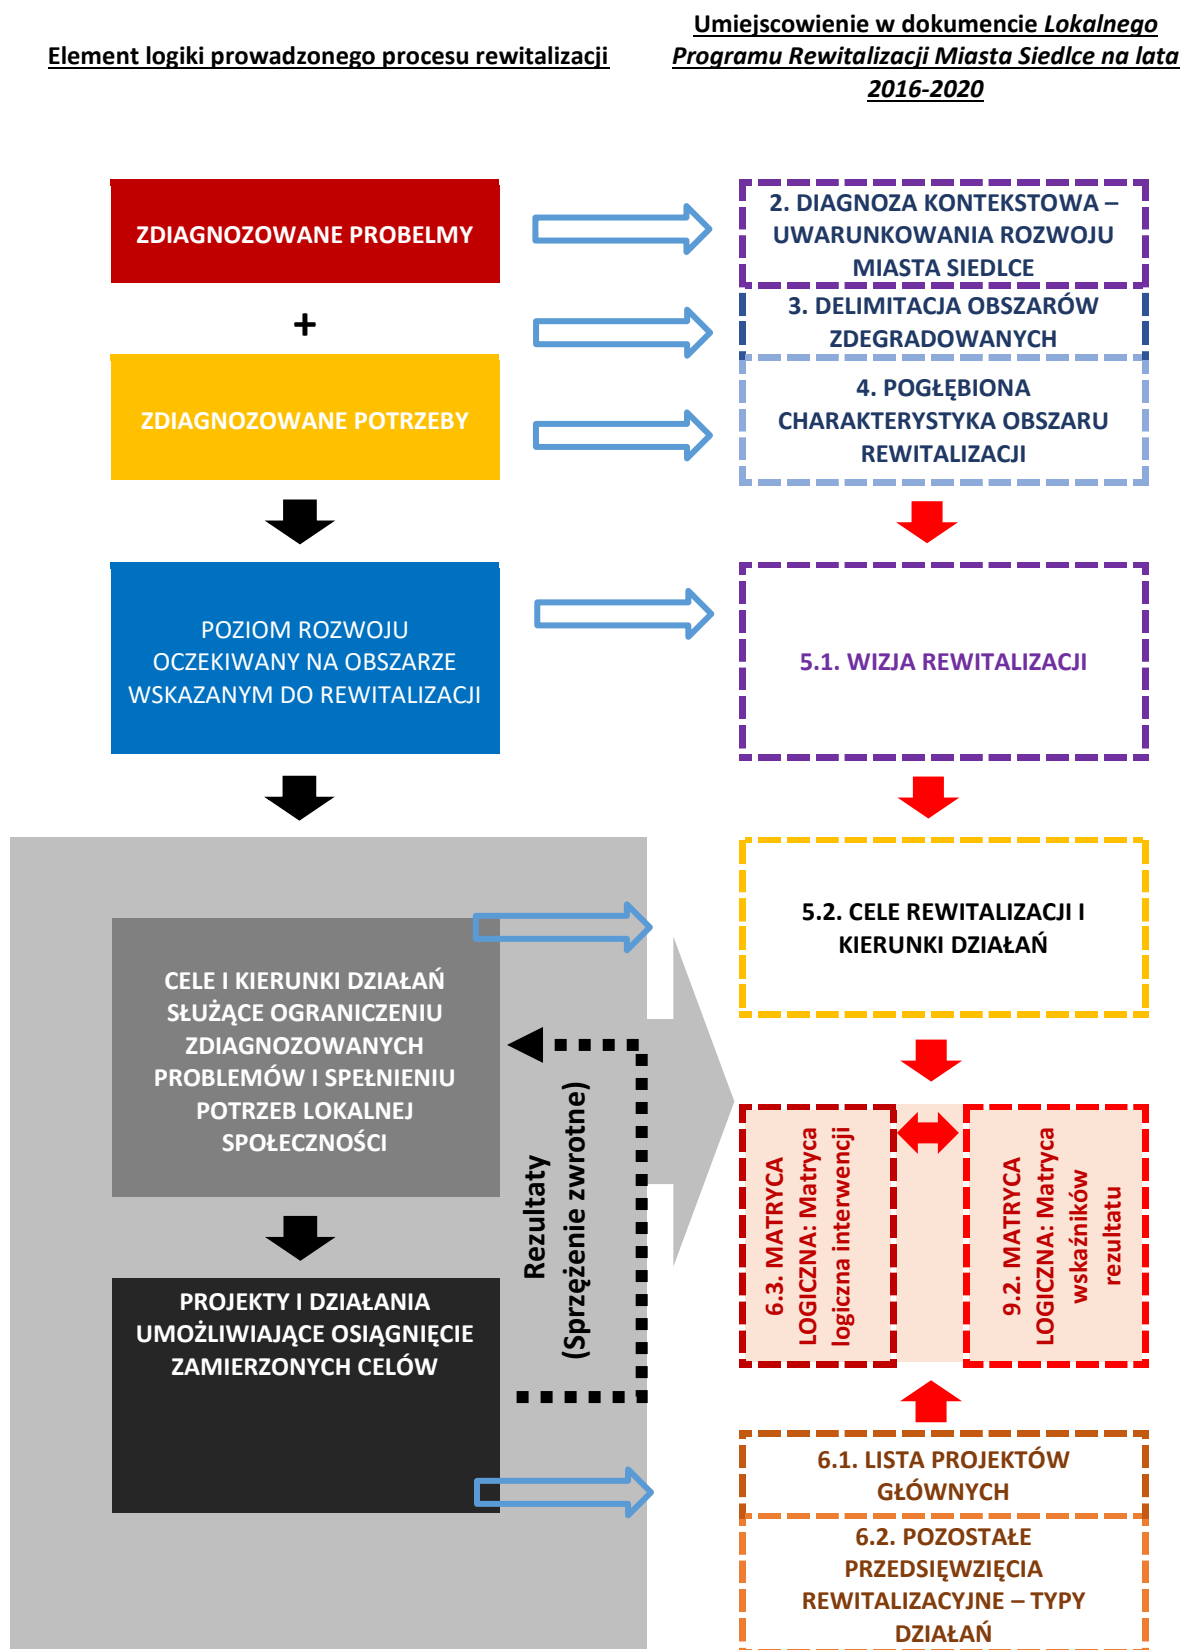 Element logiki prowadzonego procesu rewitalizacji
Umiejscowienie w dokumencie Lokalnego
Programu Rewitalizacji Miasta Siedlce na lata
2016-2020
ZDIAGNOZOWANE PROBELMY
+
ZDIAGNOZOWANE POTRZEBY
2. DIAGNOZA KONTEKSTOWA –
UWARUNKOWANIA ROZWOJU
MIASTA SIEDLCE
3. DELIMITACJA OBSZARÓW
ZDEGRADOWANYCH
4. POGŁĘBIONA
CHARAKTERYSTYKA OBSZARU
REWITALIZACJI
POZIOM ROZWOJU
OCZEKIWANY NA OBSZARZE
WSKAZANYM DO REWITALIZACJI
5.1. WIZJA REWITALIZACJI
CELE I KIERUNKI DZIAŁAŃ
SŁUŻĄCE OGRANICZENIU
ZDIAGNOZOWANYCH
PROBLEMÓW I SPEŁNIENIU
POTRZEB LOKALNEJ
SPOŁECZNOŚCI
5.2. CELE REWITALIZACJI I
KIERUNKI DZIAŁAŃ
Rezultaty
(Sprzężenie zwrotne)
6.3. MATRYCA
LOGICZNA: Matryca
logiczna interwencji
9.2. MATRYCA
LOGICZNA: Matryca
wskaźników
rezultatu
PROJEKTY I DZIAŁANIA
UMOŻLIWIAJĄCE OSIĄGNIĘCIE
ZAMIERZONYCH CELÓW
6.1. LISTA PROJEKTÓW
GŁÓWNYCH
6.2. POZOSTAŁE
PRZEDSIĘWZIĘCIA
REWITALIZACYJNE – TYPY
DZIAŁAŃ